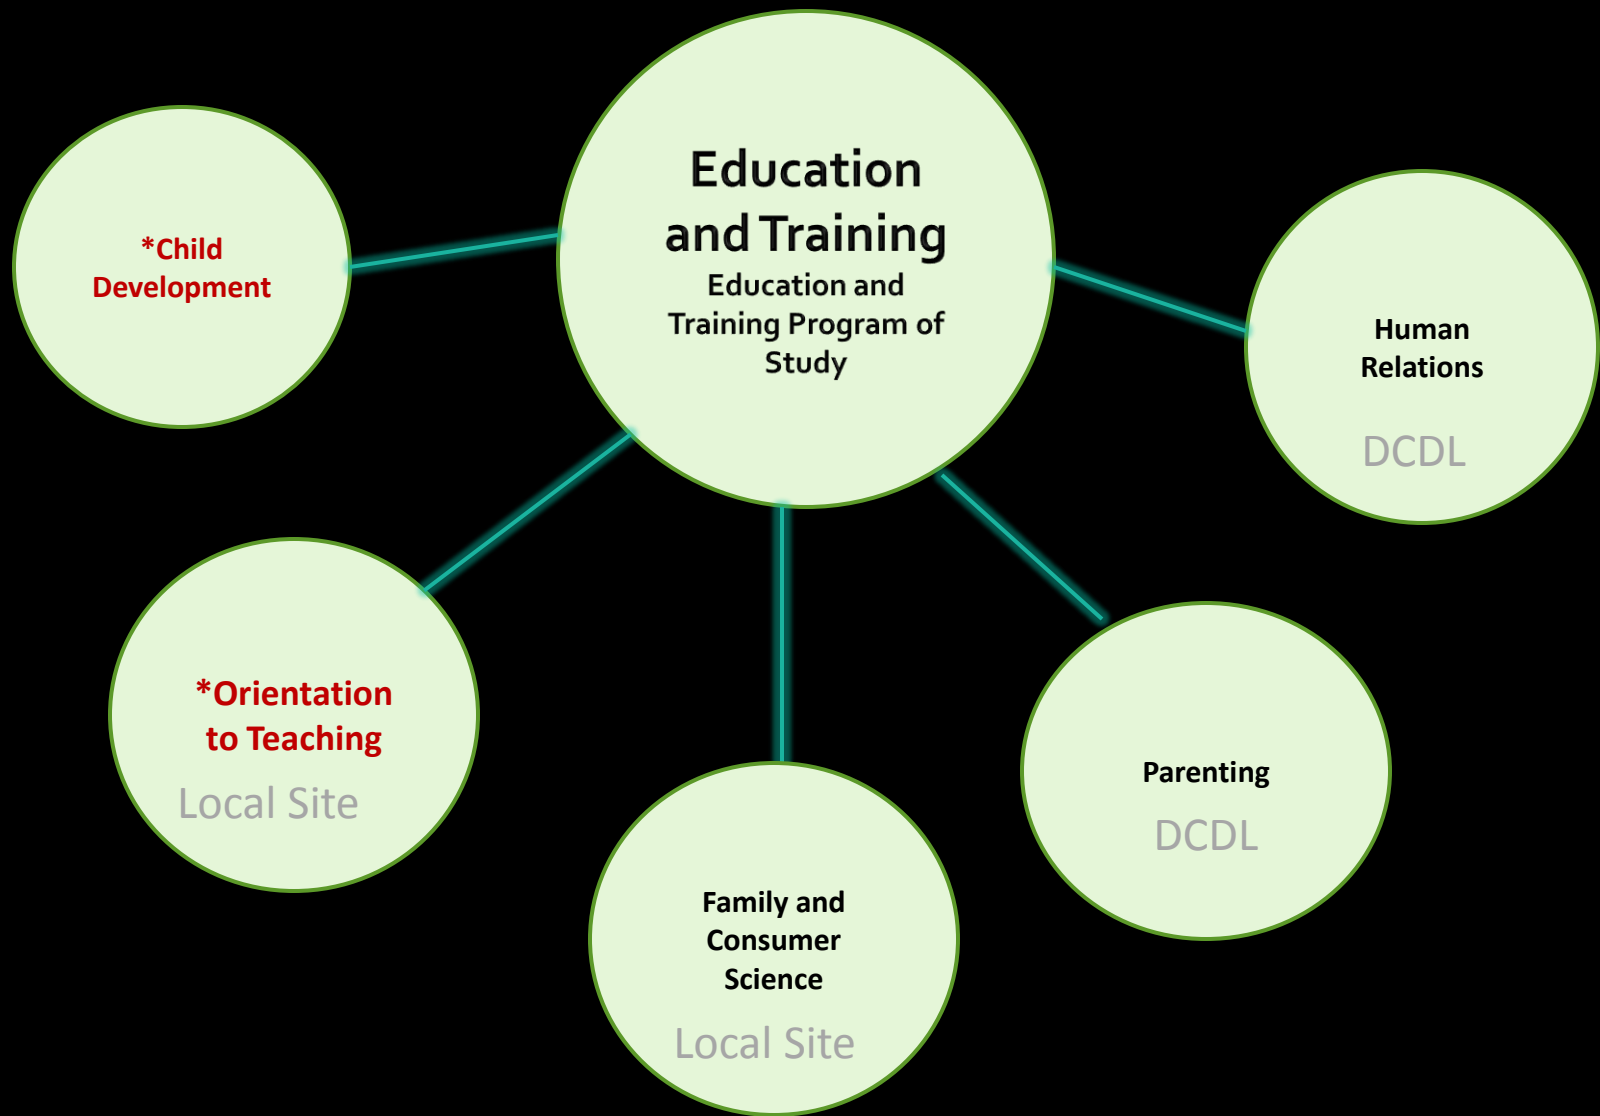 Education
and Training
Education and
Training Program of
Study
*Child
Development
Human
Relations
DCDL
*Orientation
to Teaching
Local Site
Parenting
DCDL
Family and
Consumer
Science
Local Site